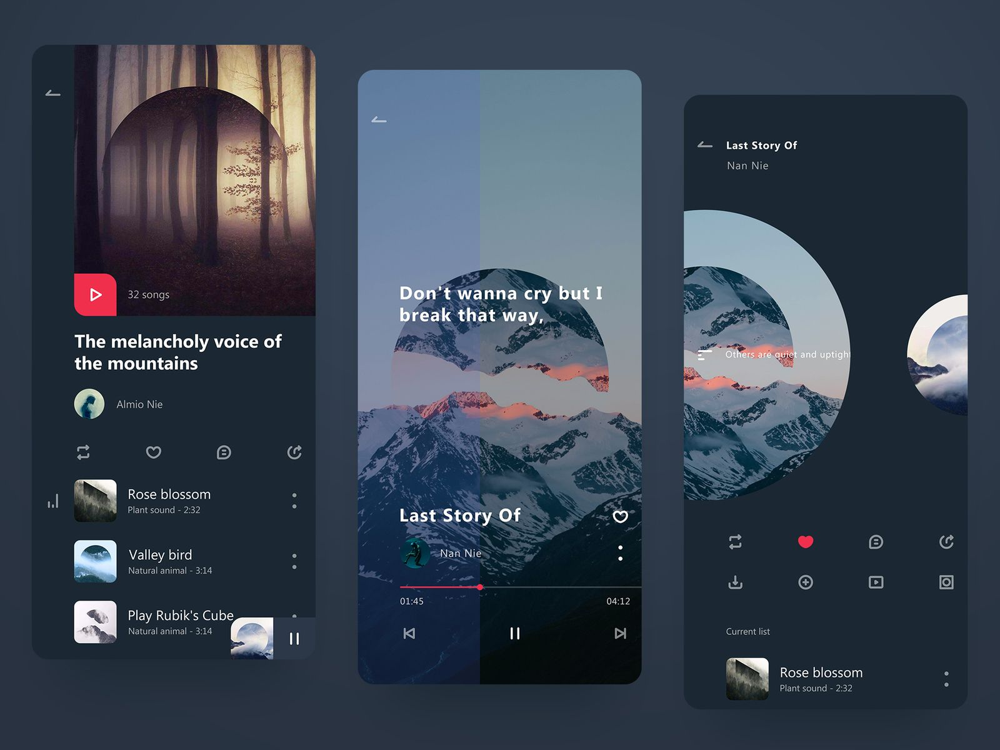 32 songs
The melancholy voice of
the mountains
Almio Nie
Rose blossom
Plant sound - 2:32
Valley bird
Natural animal - 3:14
Play Rubik's Cube
Natural animal - 3:14
Don't wanna cry but I
break that way,
Last Story Of
Nan Nie
01:45
04:12
Last Story Of
Nan Nie
Others are quiet and uptight
Current list
Rose blossom
Plant sound - 2:32